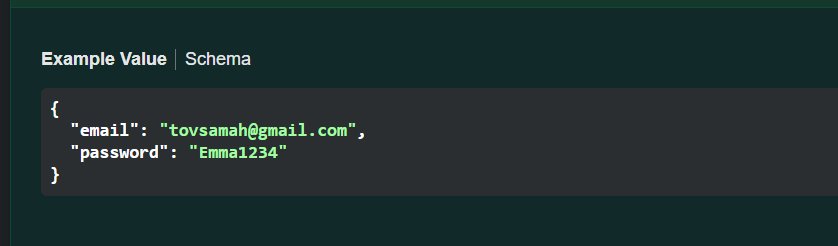 Example Value | Schema
{
  "email": "tovsamah@gmail.com",
  "password": "Emma1234"
}